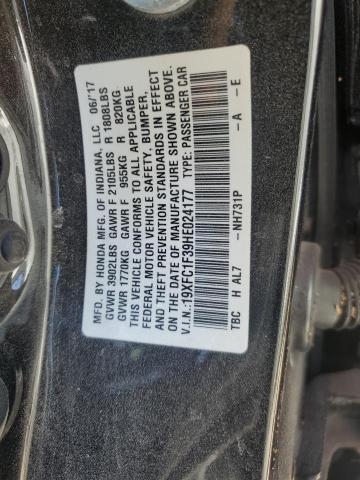 MFD. BY HONDA MFG. OF INDIANA, LLC 06/'17
GVWR 3902LBS GAWR F 2105LBS R 1808LBS
GVWR 1770KG GAWR F 955KG R 820KG
THIS VEHICLE CONFORMS TO ALL APPLICABLE
FEDERAL MOTOR VEHICLE SAFETY, BUMPER,
AND THEFT PREVENTION STANDARDS IN EFFECT
ON THE DATE OF MANUFACTURE SHOWN ABOVE.
V.I.N.:19XFC1F39HE024177 TYPE: PASSENGER CAR
TBC H AL7 -NH731P -A -E